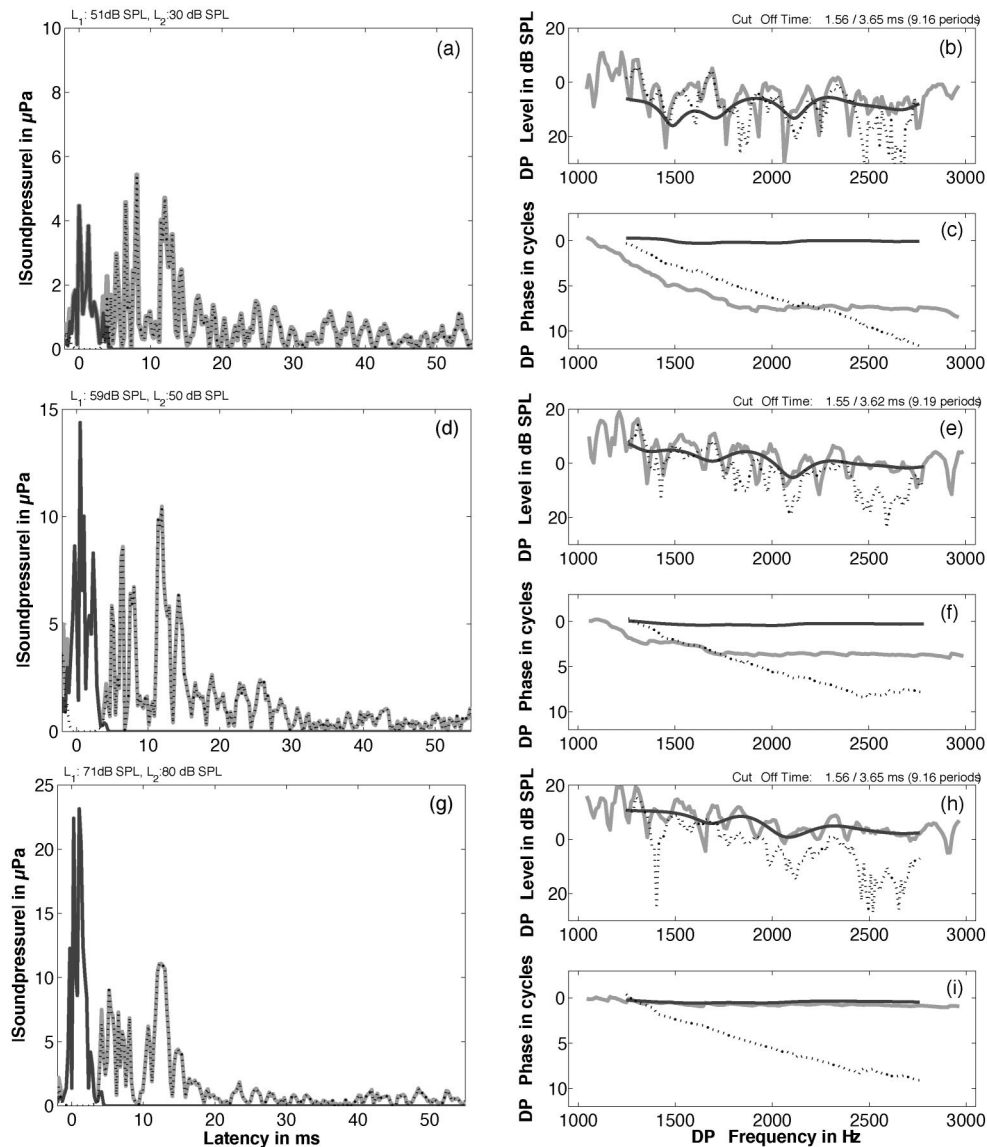 L1: 51dB SPL, L2:30 dB SPL
(a)
|Soundpressurel in µPa
10
8
6
4
2
0
0 10 20 30 40 50
Cut Off Time: 1.56 / 3.65 ms (9.16 periods)
(b)
DP Level in dB SPL
20
0
20
1000 1500 2000 2500 3000
(c)
DP Phase in cycles
0
5
10
1000 1500 2000 2500 3000
L1: 59dB SPL, L2:50 dB SPL
(d)
|Soundpressurel in µPa
15
10
5
0
0 10 20 30 40 50
Cut Off Time: 1.55 / 3.62 ms (9.19 periods)
(e)
DP Level in dB SPL
20
0
20
1000 1500 2000 2500 3000
(f)
DP Phase in cycles
0
5
10
1000 1500 2000 2500 3000
L1: 71dB SPL, L2:80 dB SPL
(g)
|Soundpressurel in µPa
25
20
15
10
5
0
0 10 20 30 40 50
Latency in ms
Cut Off Time: 1.56 / 3.65 ms (9.16 periods)
(h)
DP Level in dB SPL
20
0
20
1000 1500 2000 2500 3000
(i)
DP Phase in cycles
0
5
10
1000 1500 2000 2500 3000
DP Frequency in Hz